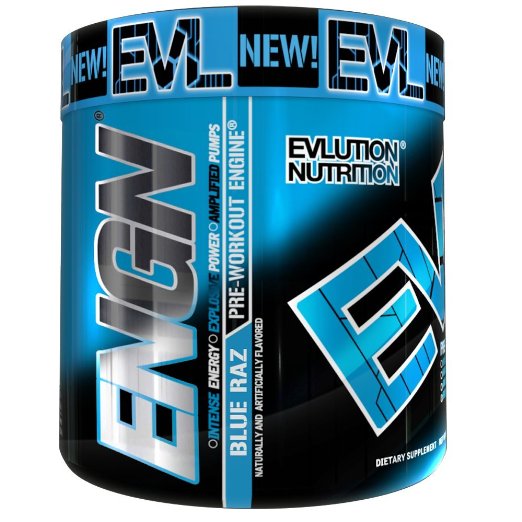 NEW! EVL NEW! EVL NEW!
ENGN®
INTENSE ENERGY EXPLOSIVE POWER AMPLIFIED PUMPS
PRE-WORKOUT ENGINE®
BLUE RAZ
NATURALLY AND ARTIFICIALLY FLAVORED
EVLUTION
NUTRITION®
DIETARY SUPPLEMENT